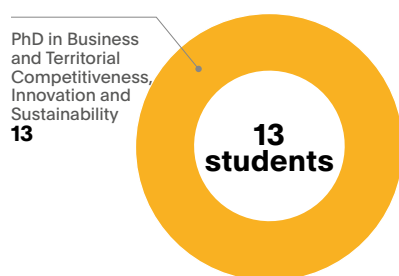 PhD in Business
and Territorial
Competitiveness,
Innovation and
Sustainability
13
13
students